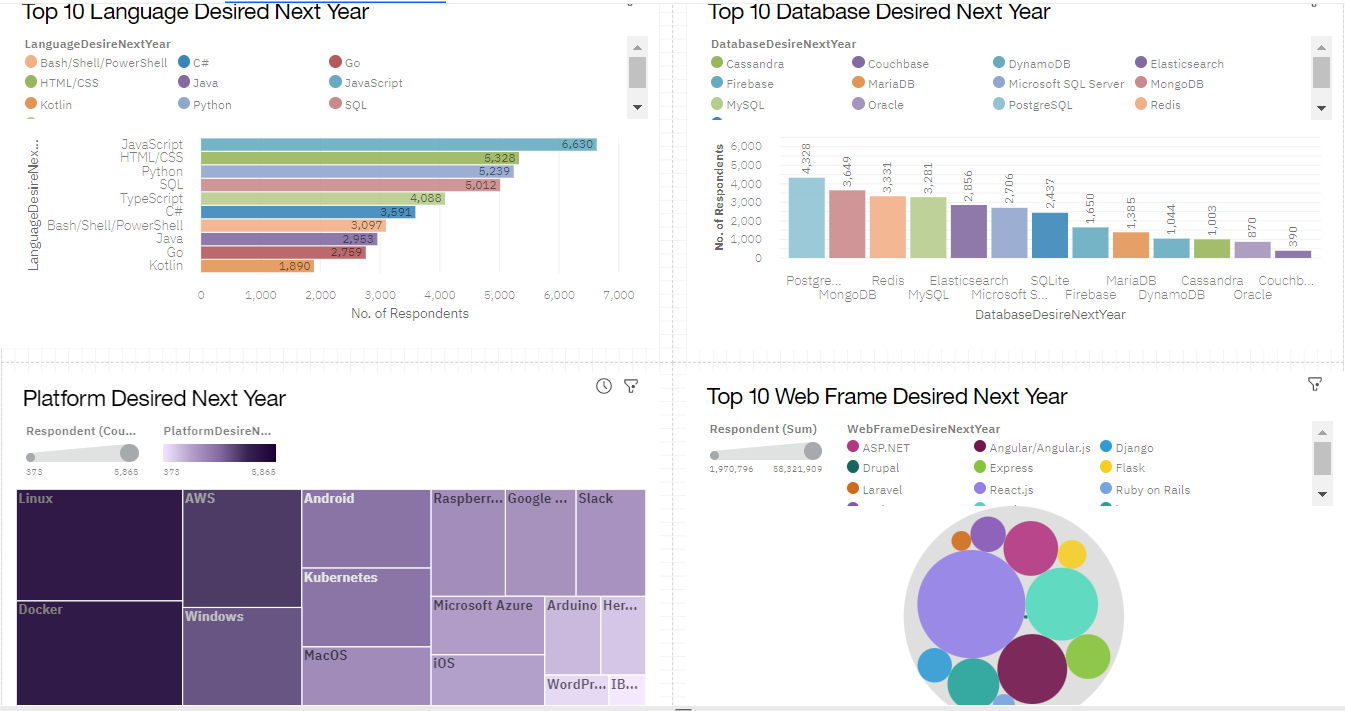 Top 10 Language Desired Next Year
LanguageDesireNextYear
Bash/Shell/PowerShell C# Go
HTML/CSS Java JavaScript
Kotlin Python SQL
LanguageDesireNex...
JavaScript 6,630
HTML/CSS 5,328
Python 5,239
SQL 5,012
TypeScript 4,088
C# 3,591
Bash/Shell/PowerShell 3,097
Java 2,953
Go 2,759
Kotlin 1,890
0 1,000 2,000 3,000 4,000 5,000 6,000 7,000
No. of Respondents
Top 10 Database Desired Next Year
DatabaseDesireNextYear
Cassandra Couchbase DynamoDB Elasticsearch
Firebase MariaDB Microsoft SQL Server MongoDB
MySQL Oracle PostgreSQL Redis
No. of Respondents
6,000
5,000
4,000
3,000
2,000
1,000
0
4,328 3,649 3,331 3,281 2,856 2,706 2,437 1,650 1,385 1,044 1,003 870 390
Postgre... Redis Elasticsearch SQLite MariaDB Cassandra Couchb...
MongoDB MySQL Microsoft S... Firebase DynamoDB Oracle
DatabaseDesireNextYear
Platform Desired Next Year
Respondent (Cou... PlatformDesireN...
373 5,865 373 5,865
Linux AWS Android Raspberr... Google ... Slack
Kubernetes
Docker Windows Microsoft Azure Arduino Her...
MacOS iOS
WordPr... IB...
Top 10 Web Frame Desired Next Year
Respondent (Sum) WebFrameDesireNextYear
1,970,796 58,321,909
ASP.NET Angular/Angular.js Django
Drupal Express Flask
Laravel React.js Ruby on Rails